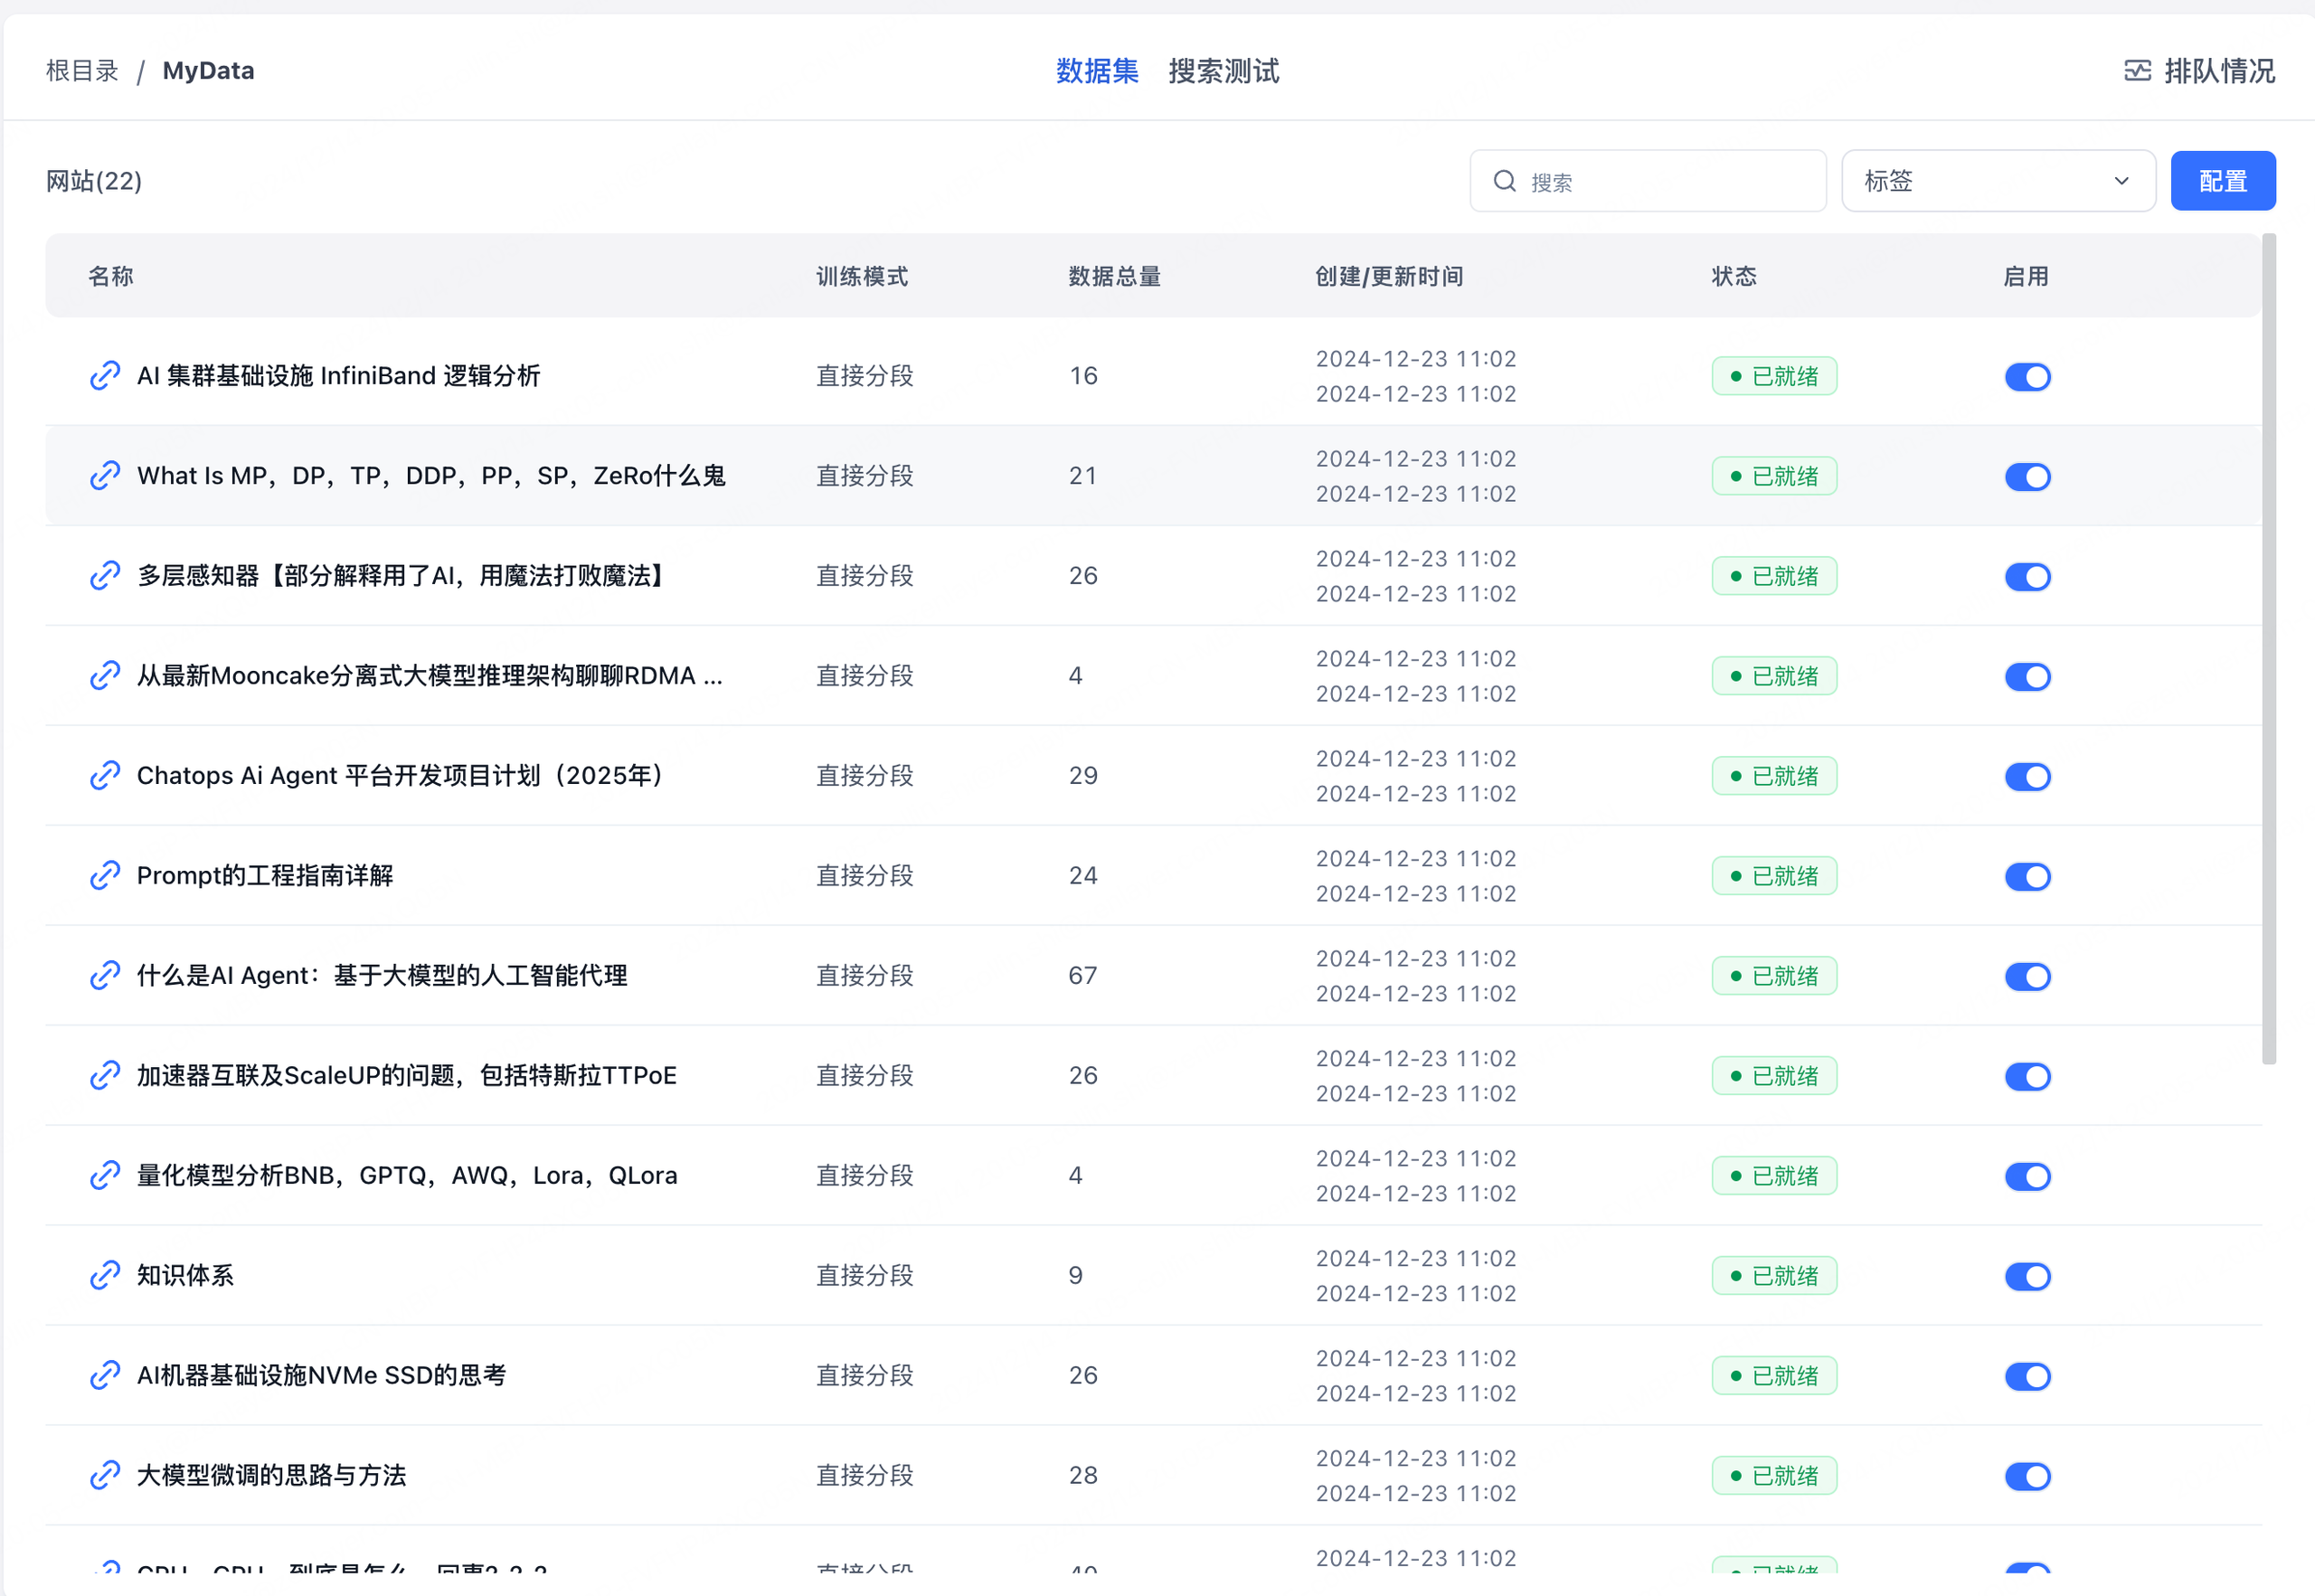 根目录 / MyData
数据集 搜索测试
排队情况
网站(22)
搜索
标签
配置
名称 训练模式 数据总量 创建/更新时间 状态 启用
AI 集群基础设施 InfiniBand 逻辑分析 直接分段 16 2024-12-23 11:02 已就绪
2024-12-23 11:02
What Is MP，DP，TP，DDP，PP，SP，ZeRo什么鬼 直接分段 21 2024-12-23 11:02 已就绪
2024-12-23 11:02
多层感知器【部分解释用了AI，用魔法打败魔法】 直接分段 26 2024-12-23 11:02 已就绪
2024-12-23 11:02
从最新Mooncake分离式大模型推理架构聊聊RDMA ... 直接分段 4 2024-12-23 11:02 已就绪
2024-12-23 11:02
Chatops Ai Agent 平台开发项目计划（2025年） 直接分段 29 2024-12-23 11:02 已就绪
2024-12-23 11:02
Prompt的工程指南详解 直接分段 24 2024-12-23 11:02 已就绪
2024-12-23 11:02
什么是AI Agent：基于大模型的人工智能代理 直接分段 67 2024-12-23 11:02 已就绪
2024-12-23 11:02
加速器互联及ScaleUP的问题，包括特斯拉TTPoE 直接分段 26 2024-12-23 11:02 已就绪
2024-12-23 11:02
量化模型分析BNB，GPTQ，AWQ，Lora，QLora 直接分段 4 2024-12-23 11:02 已就绪
2024-12-23 11:02
知识体系 直接分段 9 2024-12-23 11:02 已就绪
2024-12-23 11:02
AI机器基础设施NVMe SSD的思考 直接分段 26 2024-12-23 11:02 已就绪
2024-12-23 11:02
大模型微调的思路与方法 直接分段 28 2024-12-23 11:02 已就绪
2024-12-23 11:02
直接分段 2024-12-23 11:02 已就绪